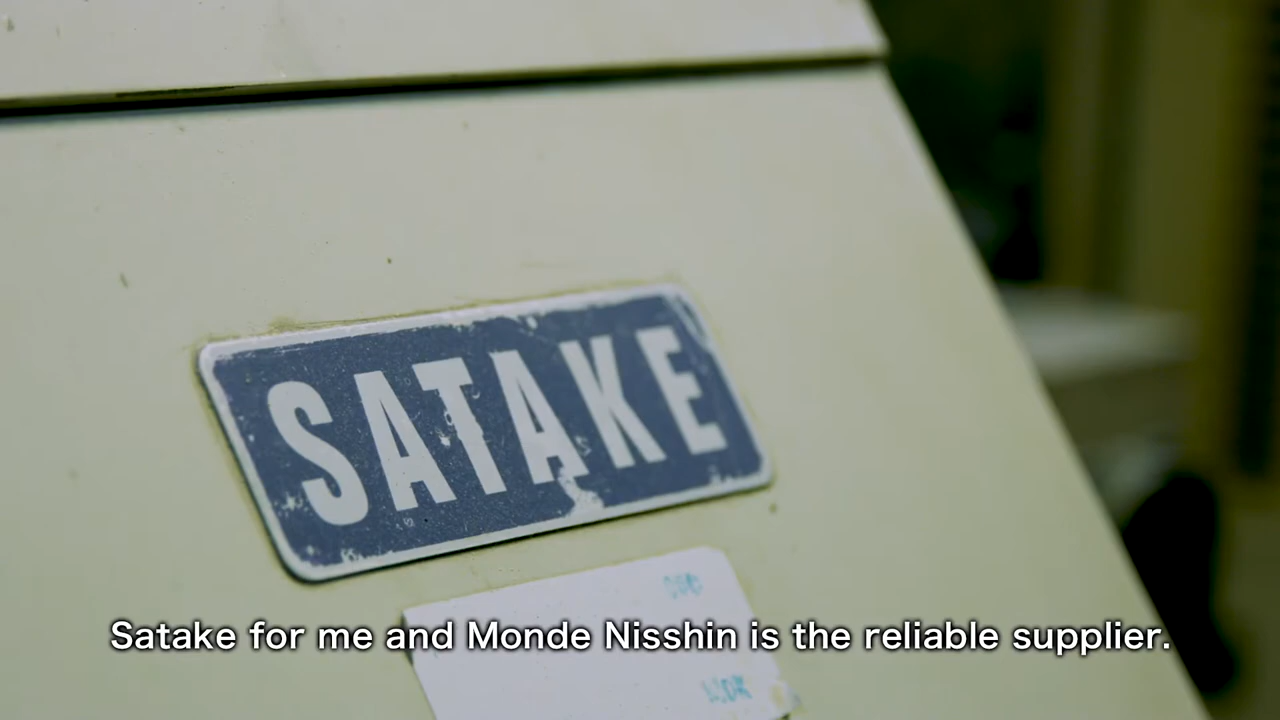 SATAKE
Satake for me and Monde Nisshin is the reliable supplier.